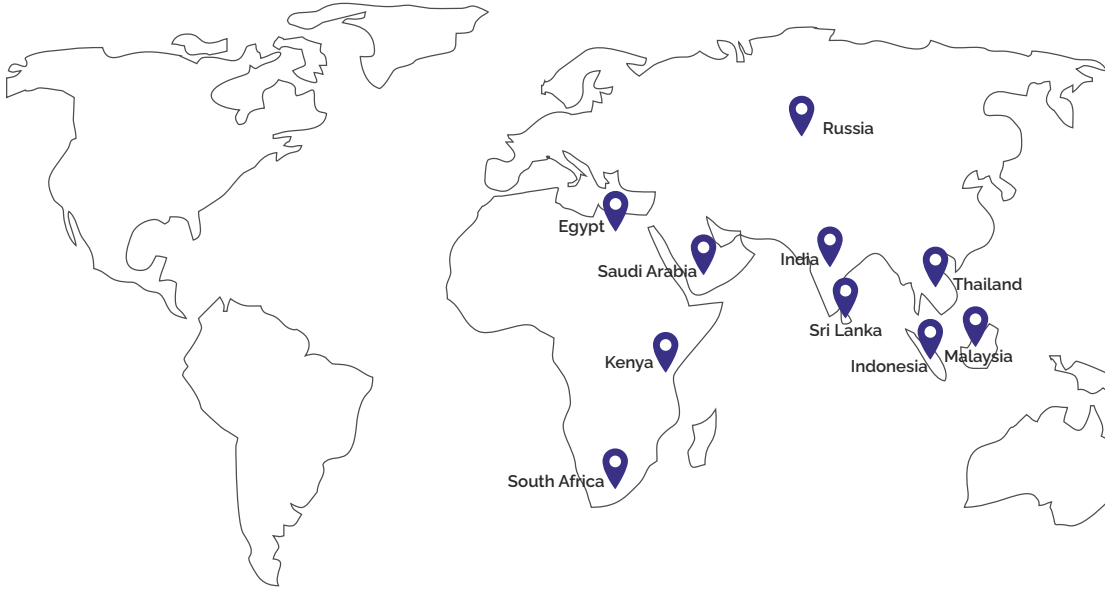 Russia
Egypt
India
Saudi Arabia
Thailand
Sri Lanka
Malaysia
Kenya
Indonesia
South Africa